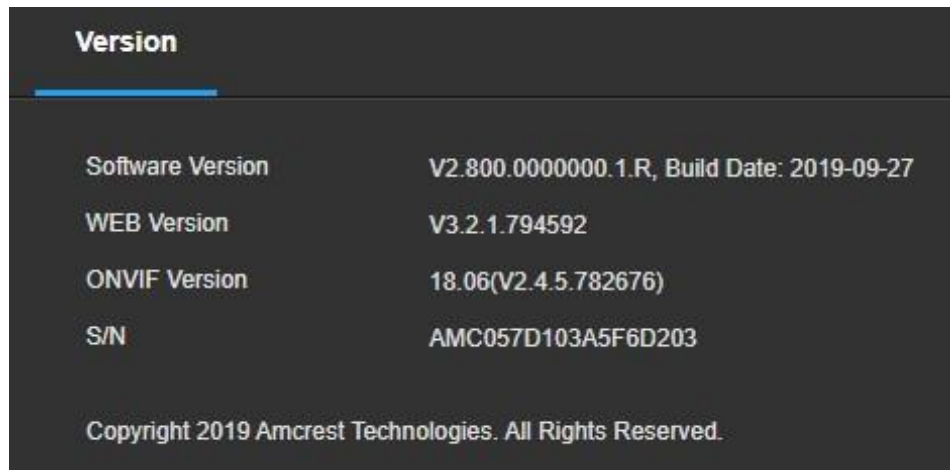 Version
Software Version V2.800.0000000.1.R, Build Date: 2019-09-27
WEB Version V3.2.1.794592
ONVIF Version 18.06(V2.4.5.782676)
S/N AMC057D103A5F6D203
Copyright 2019 Amcrest Technologies. All Rights Reserved.